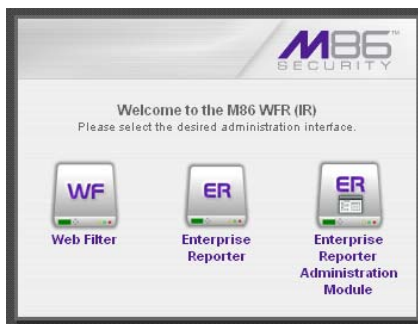 M86™
SECURITY
Welcome to the M86 WFR (IR)
Please select the desired administration interface.
WF
ER
ER
Web Filter
Enterprise
Reporter
Enterprise
Reporter
Administration
Module